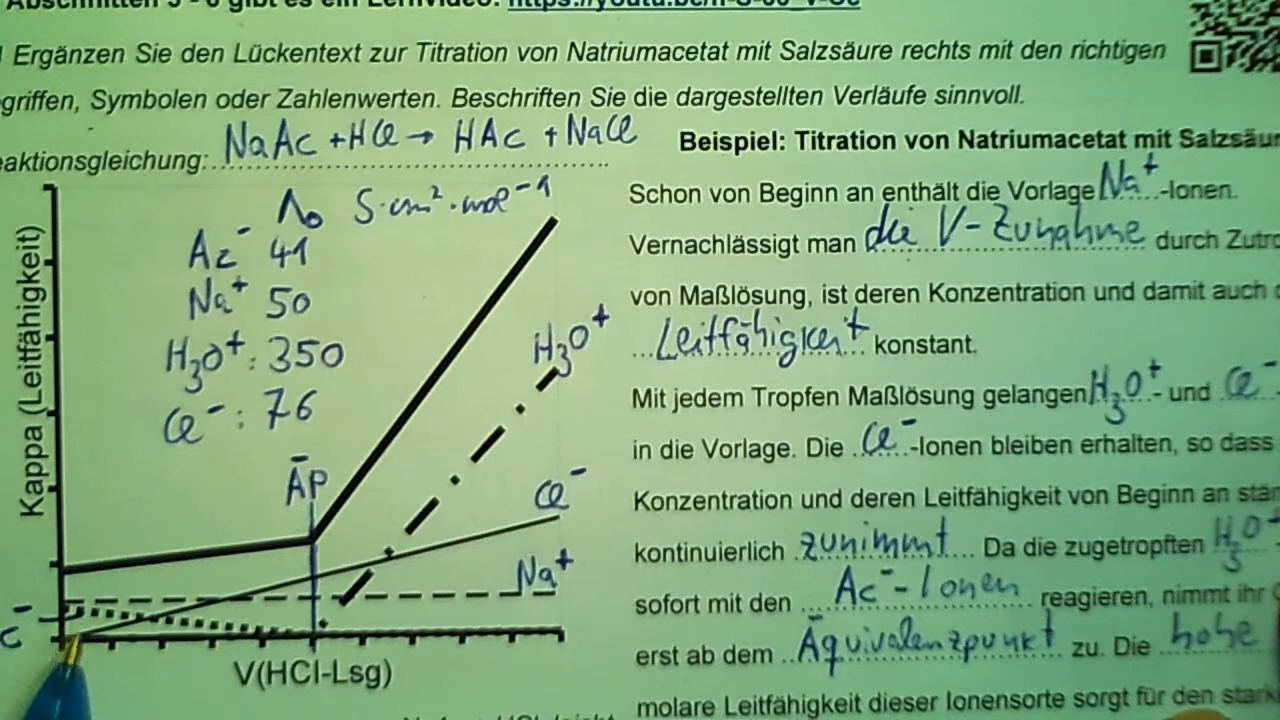 Abschnitten 3 - 6 gibt es ein Lernvideo:
Ergänzen Sie den Lückentext zur Titration von Natriumacetat mit Salzsäure rechts mit den richtigen
griffen, Symbolen oder Zahlenwerten. Beschriften Sie die dargestellten Verläufe sinnvoll.
eaktionsgleichung: NaAc + HCl → HAc + NaCl
Λ₀ S·cm²·mol⁻¹
Ac⁻ 41
Na⁺ 50
H₃O⁺: 350
Cl⁻: 76
ÄP
H₃O⁺
Cl⁻
Na⁺
Kappa (Leitfähigkeit)
V(HCl-Lsg)
Beispiel: Titration von Natriumacetat mit Salzsäur
Schon von Beginn an enthält die Vorlage Na⁺-Ionen.
Vernachlässigt man die V-Zunahme durch Zutro
von Maßlösung, ist deren Konzentration und damit auch
Leitfähigkeit konstant.
Mit jedem Tropfen Maßlösung gelangen H₃O⁺- und Cl⁻
in die Vorlage. Die Cl⁻-Ionen bleiben erhalten, so dass
Konzentration und deren Leitfähigkeit von Beginn an
kontinuierlich zunimmt. Da die zugetropften H₃O⁺
sofort mit den Ac⁻-Ionen reagieren, nimmt ihr
erst ab dem Äquivalenzpunkt zu. Die hohe
molare Leitfähigkeit dieser Ionensorte sorgt für den stark